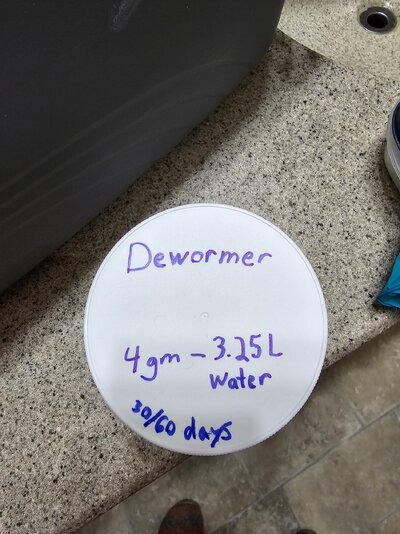 Dewormer
4gm - 3.25L
Water
30/60 days